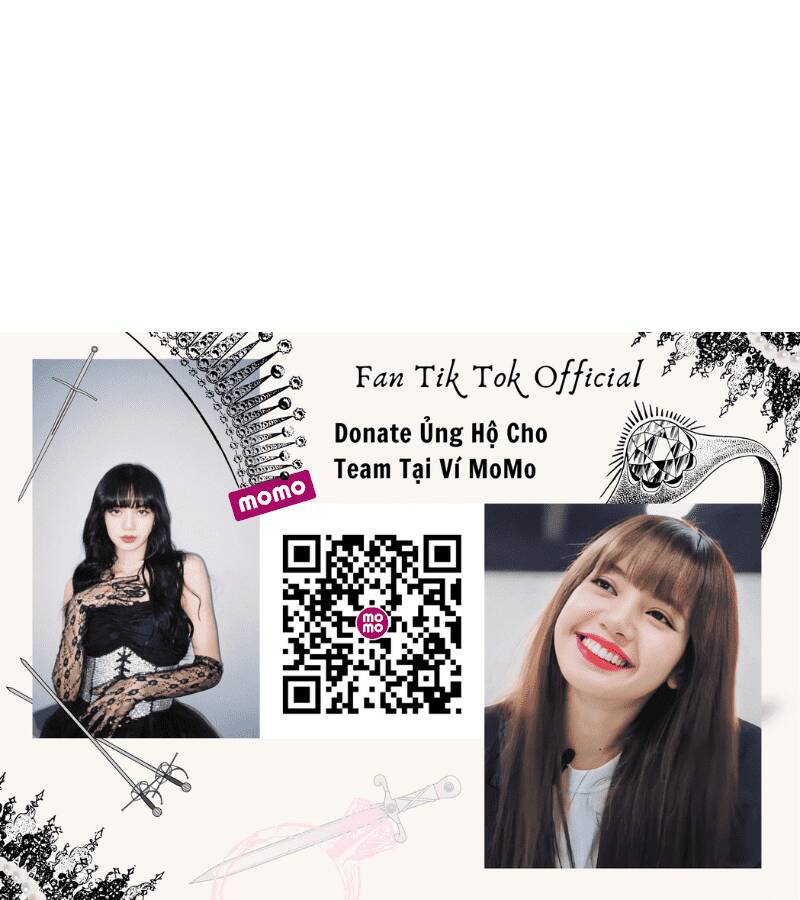 Fan Tik Tok Official
Donate Ủng Hộ Cho
Team Tại Ví MoMo
momo
mo
mo